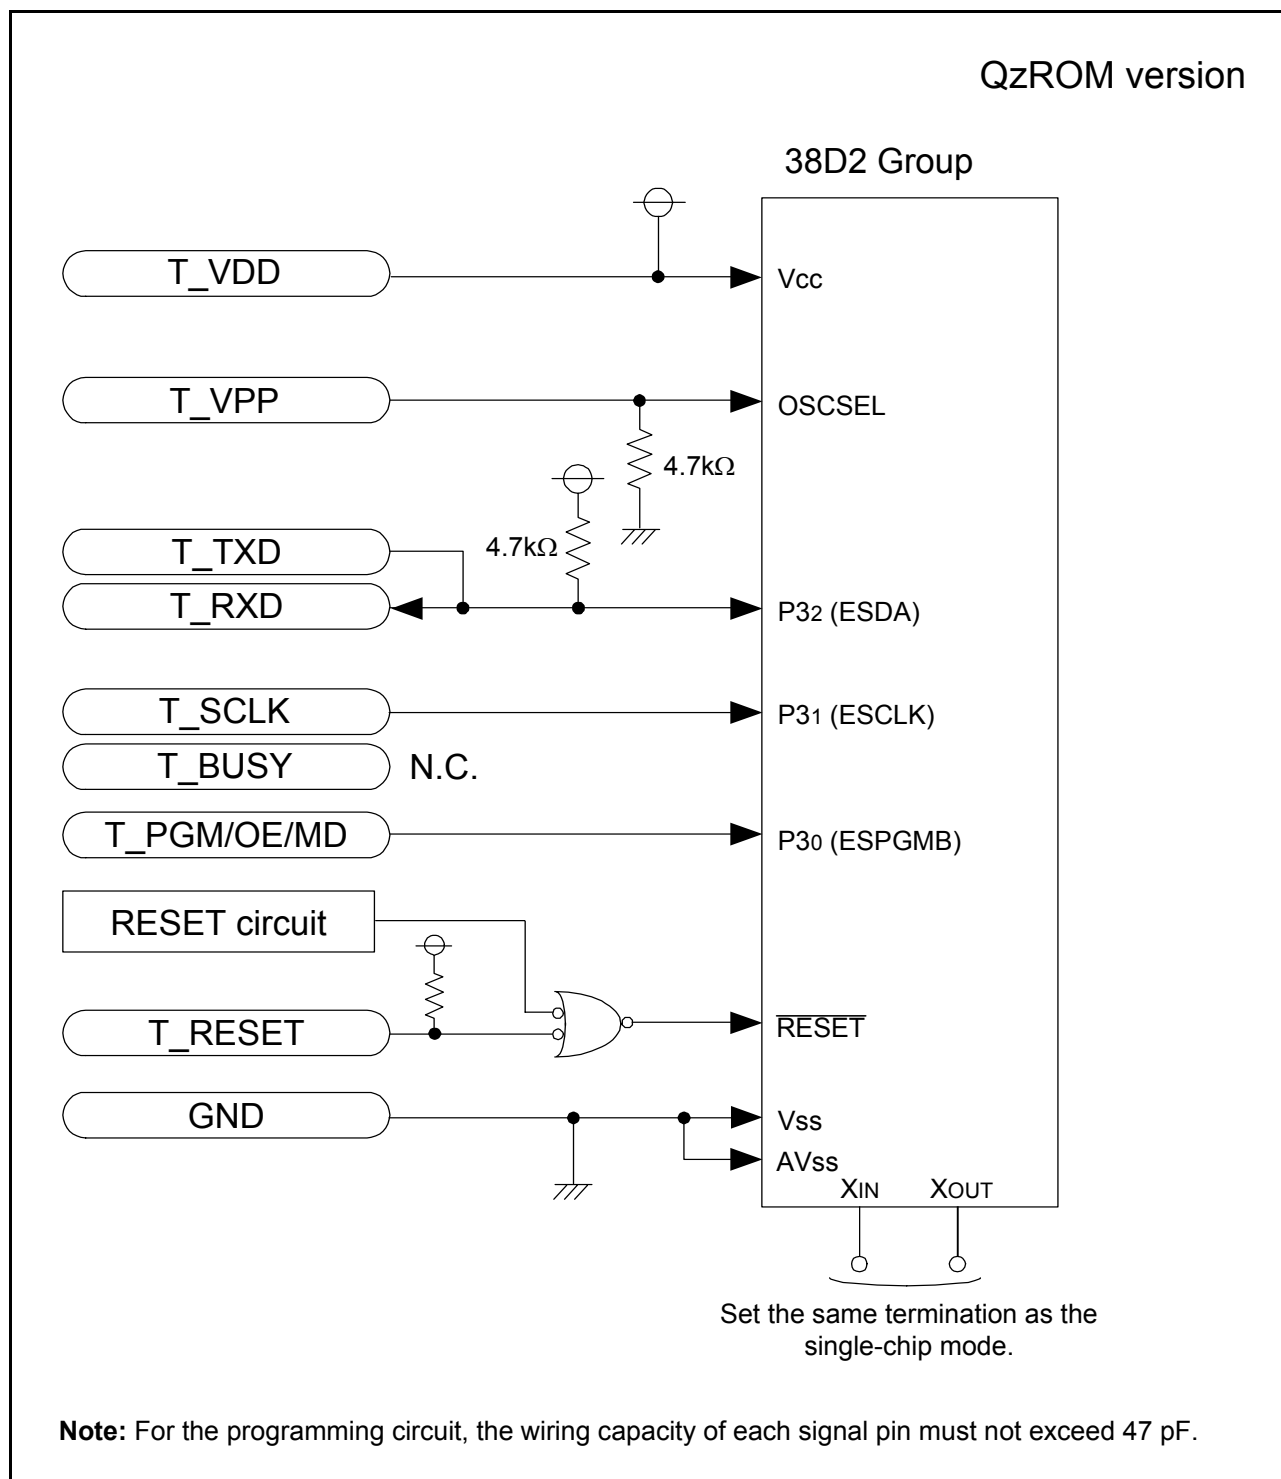 QzROM version
38D2 Group
T_VDD
Vcc
T_VPP
OSCSEL
4.7kΩ
T_TXD
4.7kΩ
T_RXD
P32 (ESDA)
T_SCLK
P31 (ESCLK)
T_BUSY N.C.
T_PGM/OE/MD
P30 (ESPGMB)
RESET circuit
T_RESET
RESET
GND
Vss
AVss
XIN XOUT
Set the same termination as the
single-chip mode.
Note: For the programming circuit, the wiring capacity of each signal pin must not exceed 47 pF.